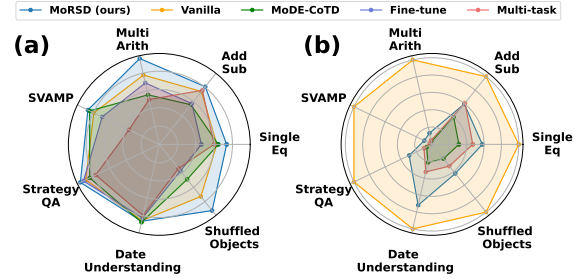 MoRSD (ours) Vanilla MoDE-CoTD Fine-tune Multi-task
(a)
Multi
Arith
Add
Sub
Single
Eq
Shuffled
Objects
Date
Understanding
Strategy
QA
SVAMP
(b)
Multi
Arith
Add
Sub
Single
Eq
Shuffled
Objects
Date
Understanding
Strategy
QA
SVAMP